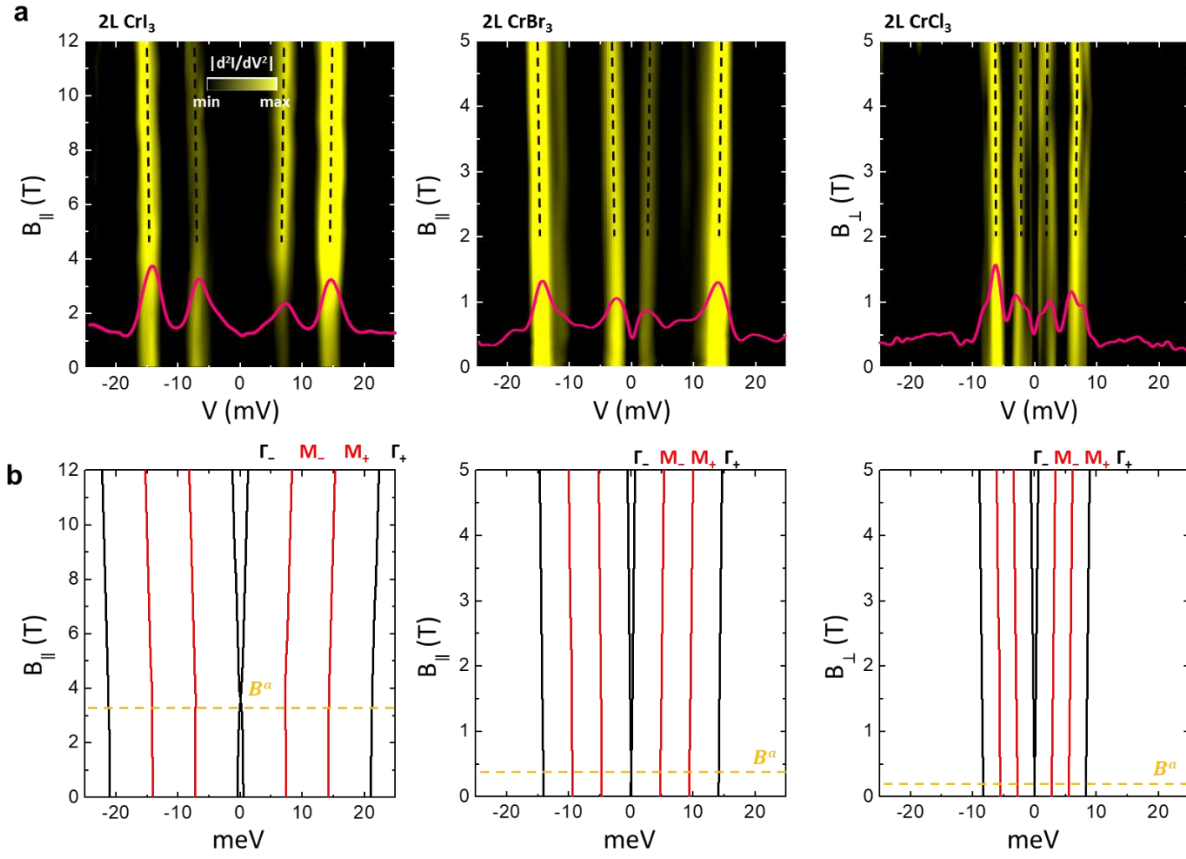 a
2L CrI₃
2L CrBr₃
2L CrCl₃
12
10
8
6
4
2
0
B∥ (T)
|d²I/dV²|
min max
-20 -10 0 10 20
V (mV)
5
4
3
2
1
0
B∥ (T)
-20 -10 0 10 20
V (mV)
5
4
3
2
1
0
B⊥ (T)
-20 -10 0 10 20
V (mV)
b
Γ₋ M₋ M₊ Γ₊
12
10
8
6
4
2
0
B∥ (T)
Bᵃ
-20 -10 0 10 20
meV
Γ₋ M₋ M₊ Γ₊
5
4
3
2
1
0
B∥ (T)
Bᵃ
-20 -10 0 10 20
meV
Γ₋ M₋ M₊ Γ₊
5
4
3
2
1
0
B⊥ (T)
Bᵃ
-20 -10 0 10 20
meV